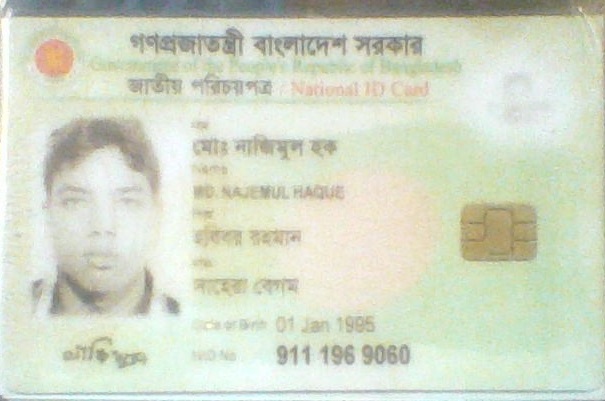 গণপ্রজাতন্ত্রী বাংলাদেশ সরকার
Government of the People's Republic of Bangladesh
জাতীয় পরিচয়পত্র / National ID Card
নাম
মোঃ নাজিমুল হক
Name
MD. NAJEMUL HAQUE
হবিবর রহমান
সাহেরা বেগম
Date of Birth 01 Jan 1995
NID No 911 196 9060